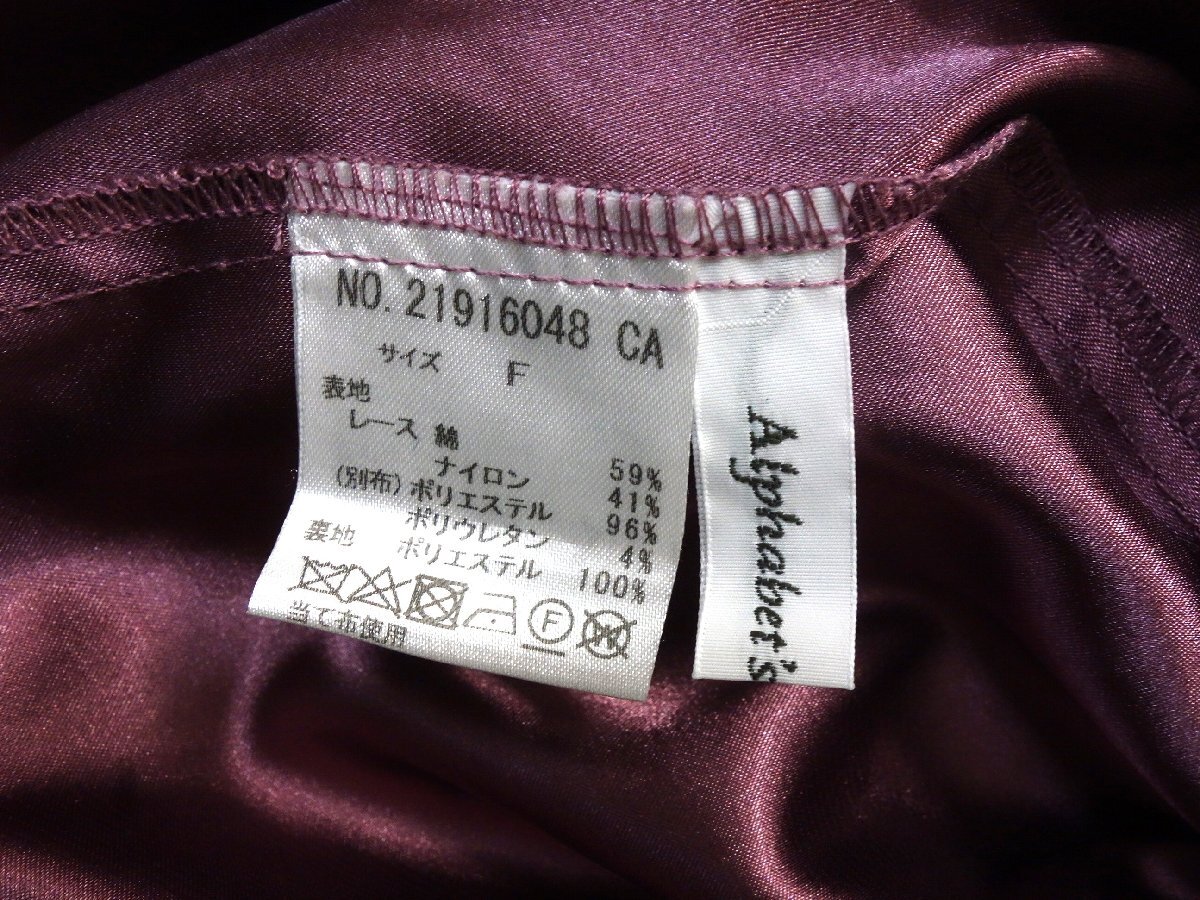 NO. 21916048 CA
サイズ F
表地
レース 綿 59%
ナイロン 41%
(別布) ポリエステル 96%
ポリウレタン 4%
裏地 ポリエステル 100%
F
当て布使用
Alphabet's